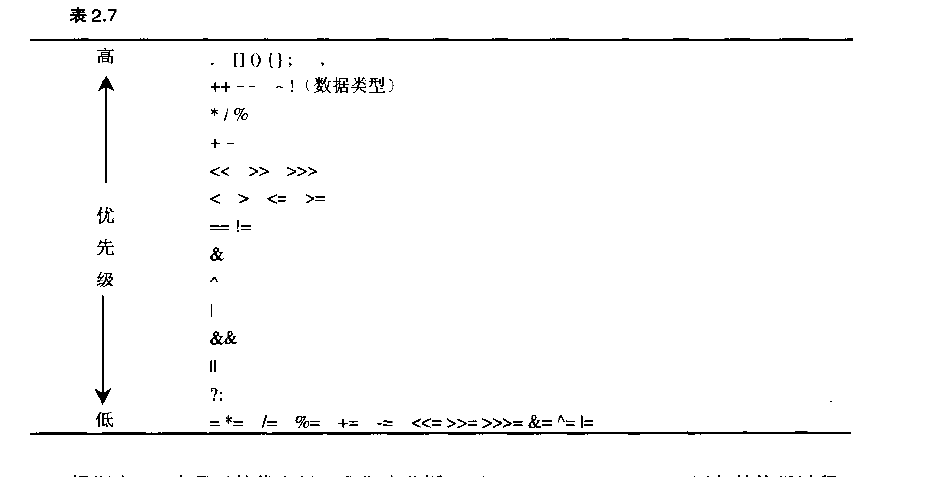 表 2.7
高
. [] () {} ; ,
++ -- ~ ! (数据类型)
* / %
+ -
<< >> >>>
< > <= >=
== !=
&
^
|
&&
||
?:
= *= /= %= += -= <<= >>= >>>= &= ^= |=
优
先
级
低